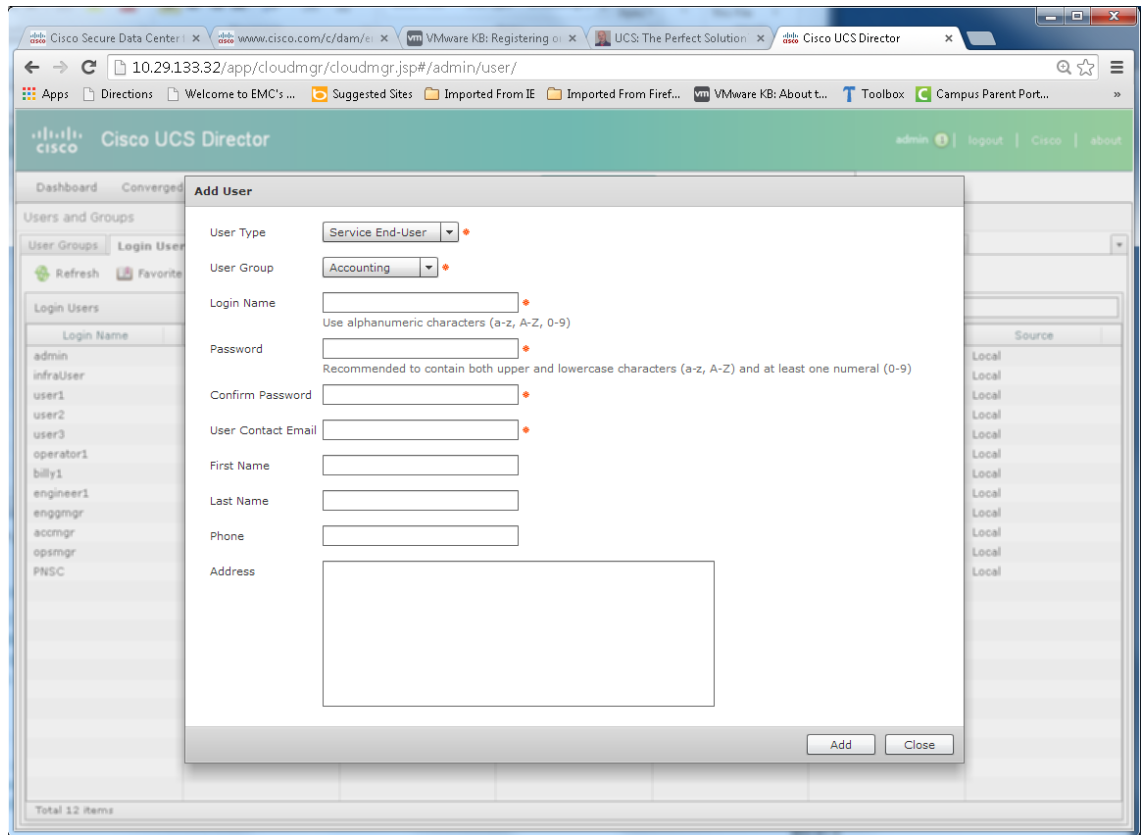 Cisco Secure Data Center
www.cisco.com/c/dam/e
VMware KB: Registering o
UCS: The Perfect Solution
Cisco UCS Director
10.29.133.32/app/cloudmgr/cloudmgr.jsp#/admin/user/
Apps Directions Welcome to EMC's ... Suggested Sites Imported From IE Imported From Firef... VMware KB: About t... Toolbox Campus Parent Port... »
CISCO Cisco UCS Director admin logout | Cisco | about
Dashboard Converged
Users and Groups
User Groups Login User
Refresh Favorite
Login Users
Login Name Source
admin Local
infraUser Local
user1 Local
user2 Local
user3 Local
operator1 Local
billy1 Local
engineer1 Local
enggmgr Local
accmgr Local
opsmgr Local
PNSC Local
Total 12 items
Add User
User Type Service End-User
User Group Accounting
Login Name
Use alphanumeric characters (a-z, A-Z, 0-9)
Password
Recommended to contain both upper and lowercase characters (a-z, A-Z) and at least one numeral (0-9)
Confirm Password
User Contact Email
First Name
Last Name
Phone
Address
Add Close